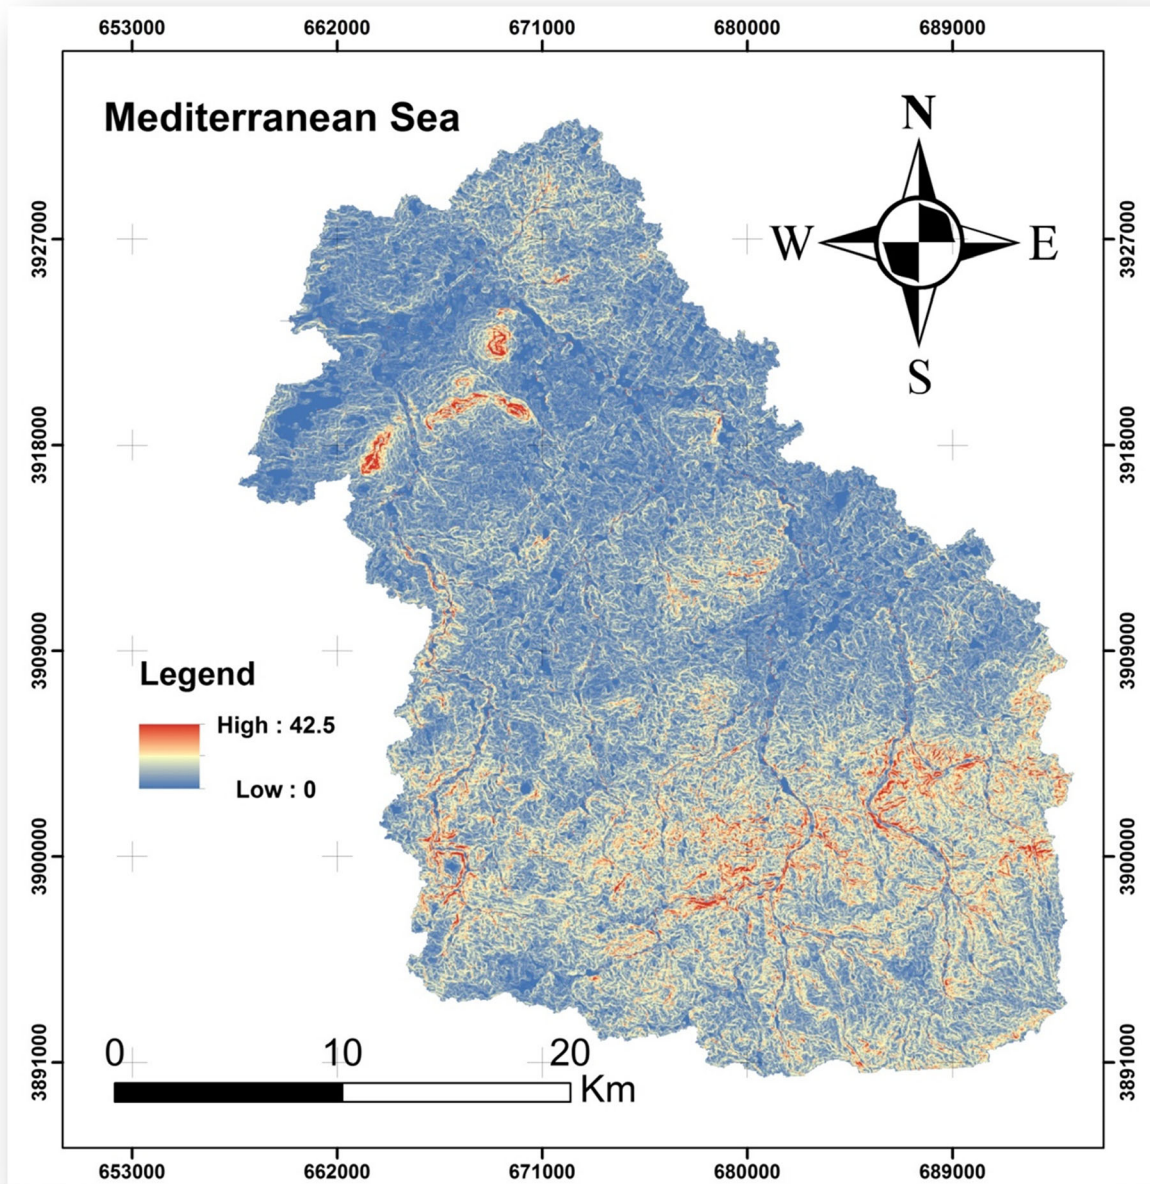 653000 662000 671000 680000 689000
Mediterranean Sea
N
W E
S
3927000 3927000
3918000 3918000
3909000 3909000
Legend
High : 42.5
Low : 0
3900000 3900000
3891000 3891000
0 10 20
Km
653000 662000 671000 680000 689000